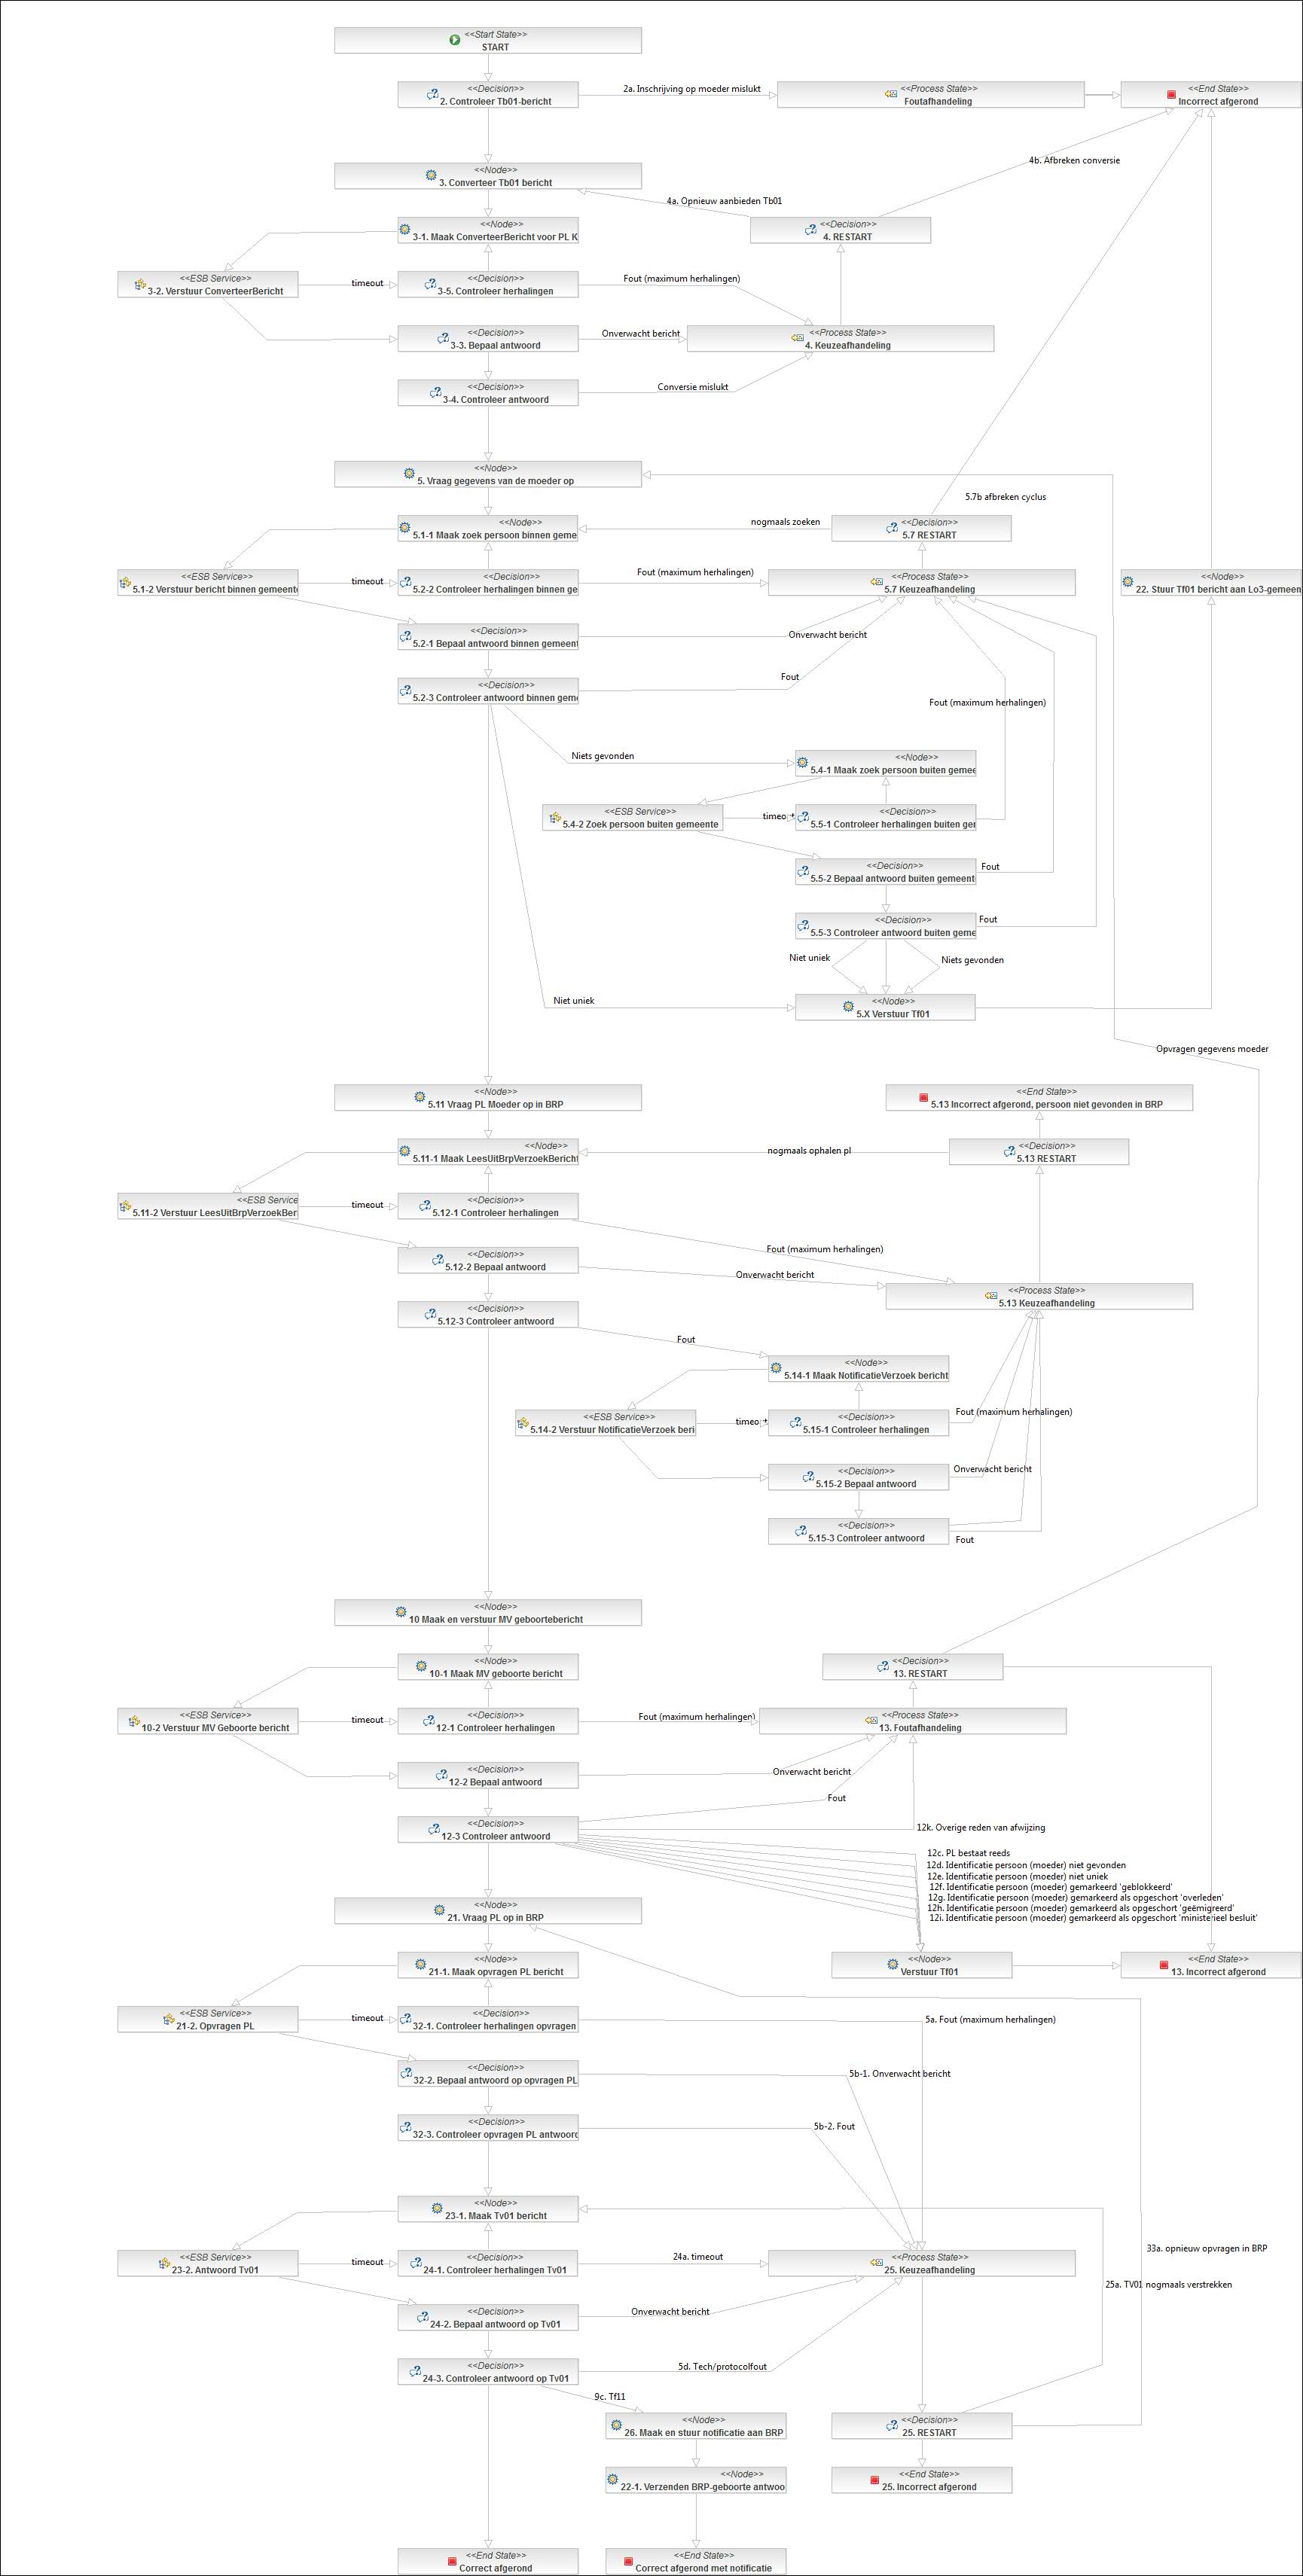 <<Start State>>
START
<<Decision>>
2. Controleer Tb01-bericht
2a. Inschrijving op moeder mislukt
<<Process State>>
Foutafhandeling
<<End State>>
Incorrect afgerond
4b. Afbreken conversie
<<Node>>
3. Converteer Tb01 bericht
4a. Opnieuw aanbieden Tb01
<<Node>>
3-1. Maak ConverteerBericht voor PL K
<<Decision>>
4. RESTART
<<ESB Service>>
3-2. Verstuur ConverteerBericht
timeout
<<Decision>>
3-5. Controleer herhalingen
Fout (maximum herhalingen)
<<Decision>>
3-3. Bepaal antwoord
Onverwacht bericht
<<Process State>>
4. Keuzeafhandeling
<<Decision>>
3-4. Controleer antwoord
Conversie mislukt
<<Node>>
5. Vraag gegevens van de moeder op
5.7b afbreken cyclus
<<Node>>
5.1-1 Maak zoek persoon binnen geme
nogmaals zoeken
<<Decision>>
5.7 RESTART
<<ESB Service>>
5.1-2 Verstuur bericht binnen gemeente
timeout
<<Decision>>
5.2-2 Controleer herhalingen binnen ge
Fout (maximum herhalingen)
<<Process State>>
5.7 Keuzeafhandeling
<<Node>>
22. Stuur Tf01 bericht aan Lo3-gemeen
<<Decision>>
5.2-1 Bepaal antwoord binnen gemeent
Onverwacht bericht
<<Decision>>
5.2-3 Controleer antwoord binnen geme
Fout
Fout (maximum herhalingen)
Niets gevonden
<<Node>>
5.4-1 Maak zoek persoon buiten gemee
<<ESB Service>>
5.4-2 Zoek persoon buiten gemeente
timeout
<<Decision>>
5.5-1 Controleer herhalingen buiten gem
<<Decision>>
5.5-2 Bepaal antwoord buiten gemeent
Fout
<<Decision>>
5.5-3 Controleer antwoord buiten geme
Fout
Niet uniek
Niets gevonden
Niet uniek
<<Node>>
5.X Verstuur Tf01
Opvragen gegevens moeder
<<Node>>
5.11 Vraag PL Moeder op in BRP
<<End State>>
5.13 Incorrect afgerond, persoon niet gevonden in BRP
<<Node>>
5.11-1 Maak LeesUitBrpVerzoekBericht
nogmaals ophalen pl
<<Decision>>
5.13 RESTART
<<ESB Service
5.11-2 Verstuur LeesUitBrpVerzoekBer
timeout
<<Decision>>
5.12-1 Controleer herhalingen
Fout (maximum herhalingen)
<<Decision>>
5.12-2 Bepaal antwoord
Onverwacht bericht
<<Process State>>
5.13 Keuzeafhandeling
<<Decision>>
5.12-3 Controleer antwoord
Fout
<<Node>>
5.14-1 Maak NotificatieVerzoek bericht
<<ESB Service>>
5.14-2 Verstuur NotificatieVerzoek beri
timeout
<<Decision>>
5.15-1 Controleer herhalingen
Fout (maximum herhalingen)
<<Decision>>
5.15-2 Bepaal antwoord
Onverwacht bericht
<<Decision>>
5.15-3 Controleer antwoord
Fout
<<Node>>
10 Maak en verstuur MV geboortebericht
<<Node>>
10-1 Maak MV geboorte bericht
<<Decision>>
13. RESTART
<<ESB Service>>
10-2 Verstuur MV Geboorte bericht
timeout
<<Decision>>
12-1 Controleer herhalingen
Fout (maximum herhalingen)
<<Process State>>
13. Foutafhandeling
<<Decision>>
12-2 Bepaal antwoord
Onverwacht bericht
Fout
<<Decision>>
12-3 Controleer antwoord
12k. Overige reden van afwijzing
12c. PL bestaat reeds
12d. Identificatie persoon (moeder) niet gevonden
12e. Identificatie persoon (moeder) niet uniek
12f. Identificatie persoon (moeder) gemarkeerd 'geblokkeerd'
12g. Identificatie persoon (moeder) gemarkeerd als opgeschort 'overleden'
12h. Identificatie persoon (moeder) gemarkeerd als opgeschort 'geëmigreerd'
12i. Identificatie persoon (moeder) gemarkeerd als opgeschort 'ministerieel besluit'
<<Node>>
21. Vraag PL op in BRP
<<Node>>
21-1. Maak opvragen PL bericht
<<Node>>
Verstuur Tf01
<<End State>>
13. Incorrect afgerond
<<ESB Service>>
21-2. Opvragen PL
timeout
<<Decision>>
32-1. Controleer herhalingen opvragen
5a. Fout (maximum herhalingen)
<<Decision>>
32-2. Bepaal antwoord op opvragen PL
5b-1. Onverwacht bericht
<<Decision>>
32-3. Controleer opvragen PL antwoord
5b-2. Fout
<<Node>>
23-1. Maak Tv01 bericht
33a. opnieuw opvragen in BRP
<<ESB Service>>
23-2. Antwoord Tv01
timeout
<<Decision>>
24-1. Controleer herhalingen Tv01
24a. timeout
<<Process State>>
25. Keuzeafhandeling
25a. TV01 nogmaals verstrekken
<<Decision>>
24-2. Bepaal antwoord op Tv01
Onverwacht bericht
<<Decision>>
24-3. Controleer antwoord op Tv01
5d. Tech/protocolfout
9c. Tf11
<<Node>>
26. Maak en stuur notificatie aan BRP
<<Decision>>
25. RESTART
<<Node>>
22-1. Verzenden BRP-geboorte antwoo
<<End State>>
25. Incorrect afgerond
<<End State>>
Correct afgerond
<<End State>>
Correct afgerond met notificatie